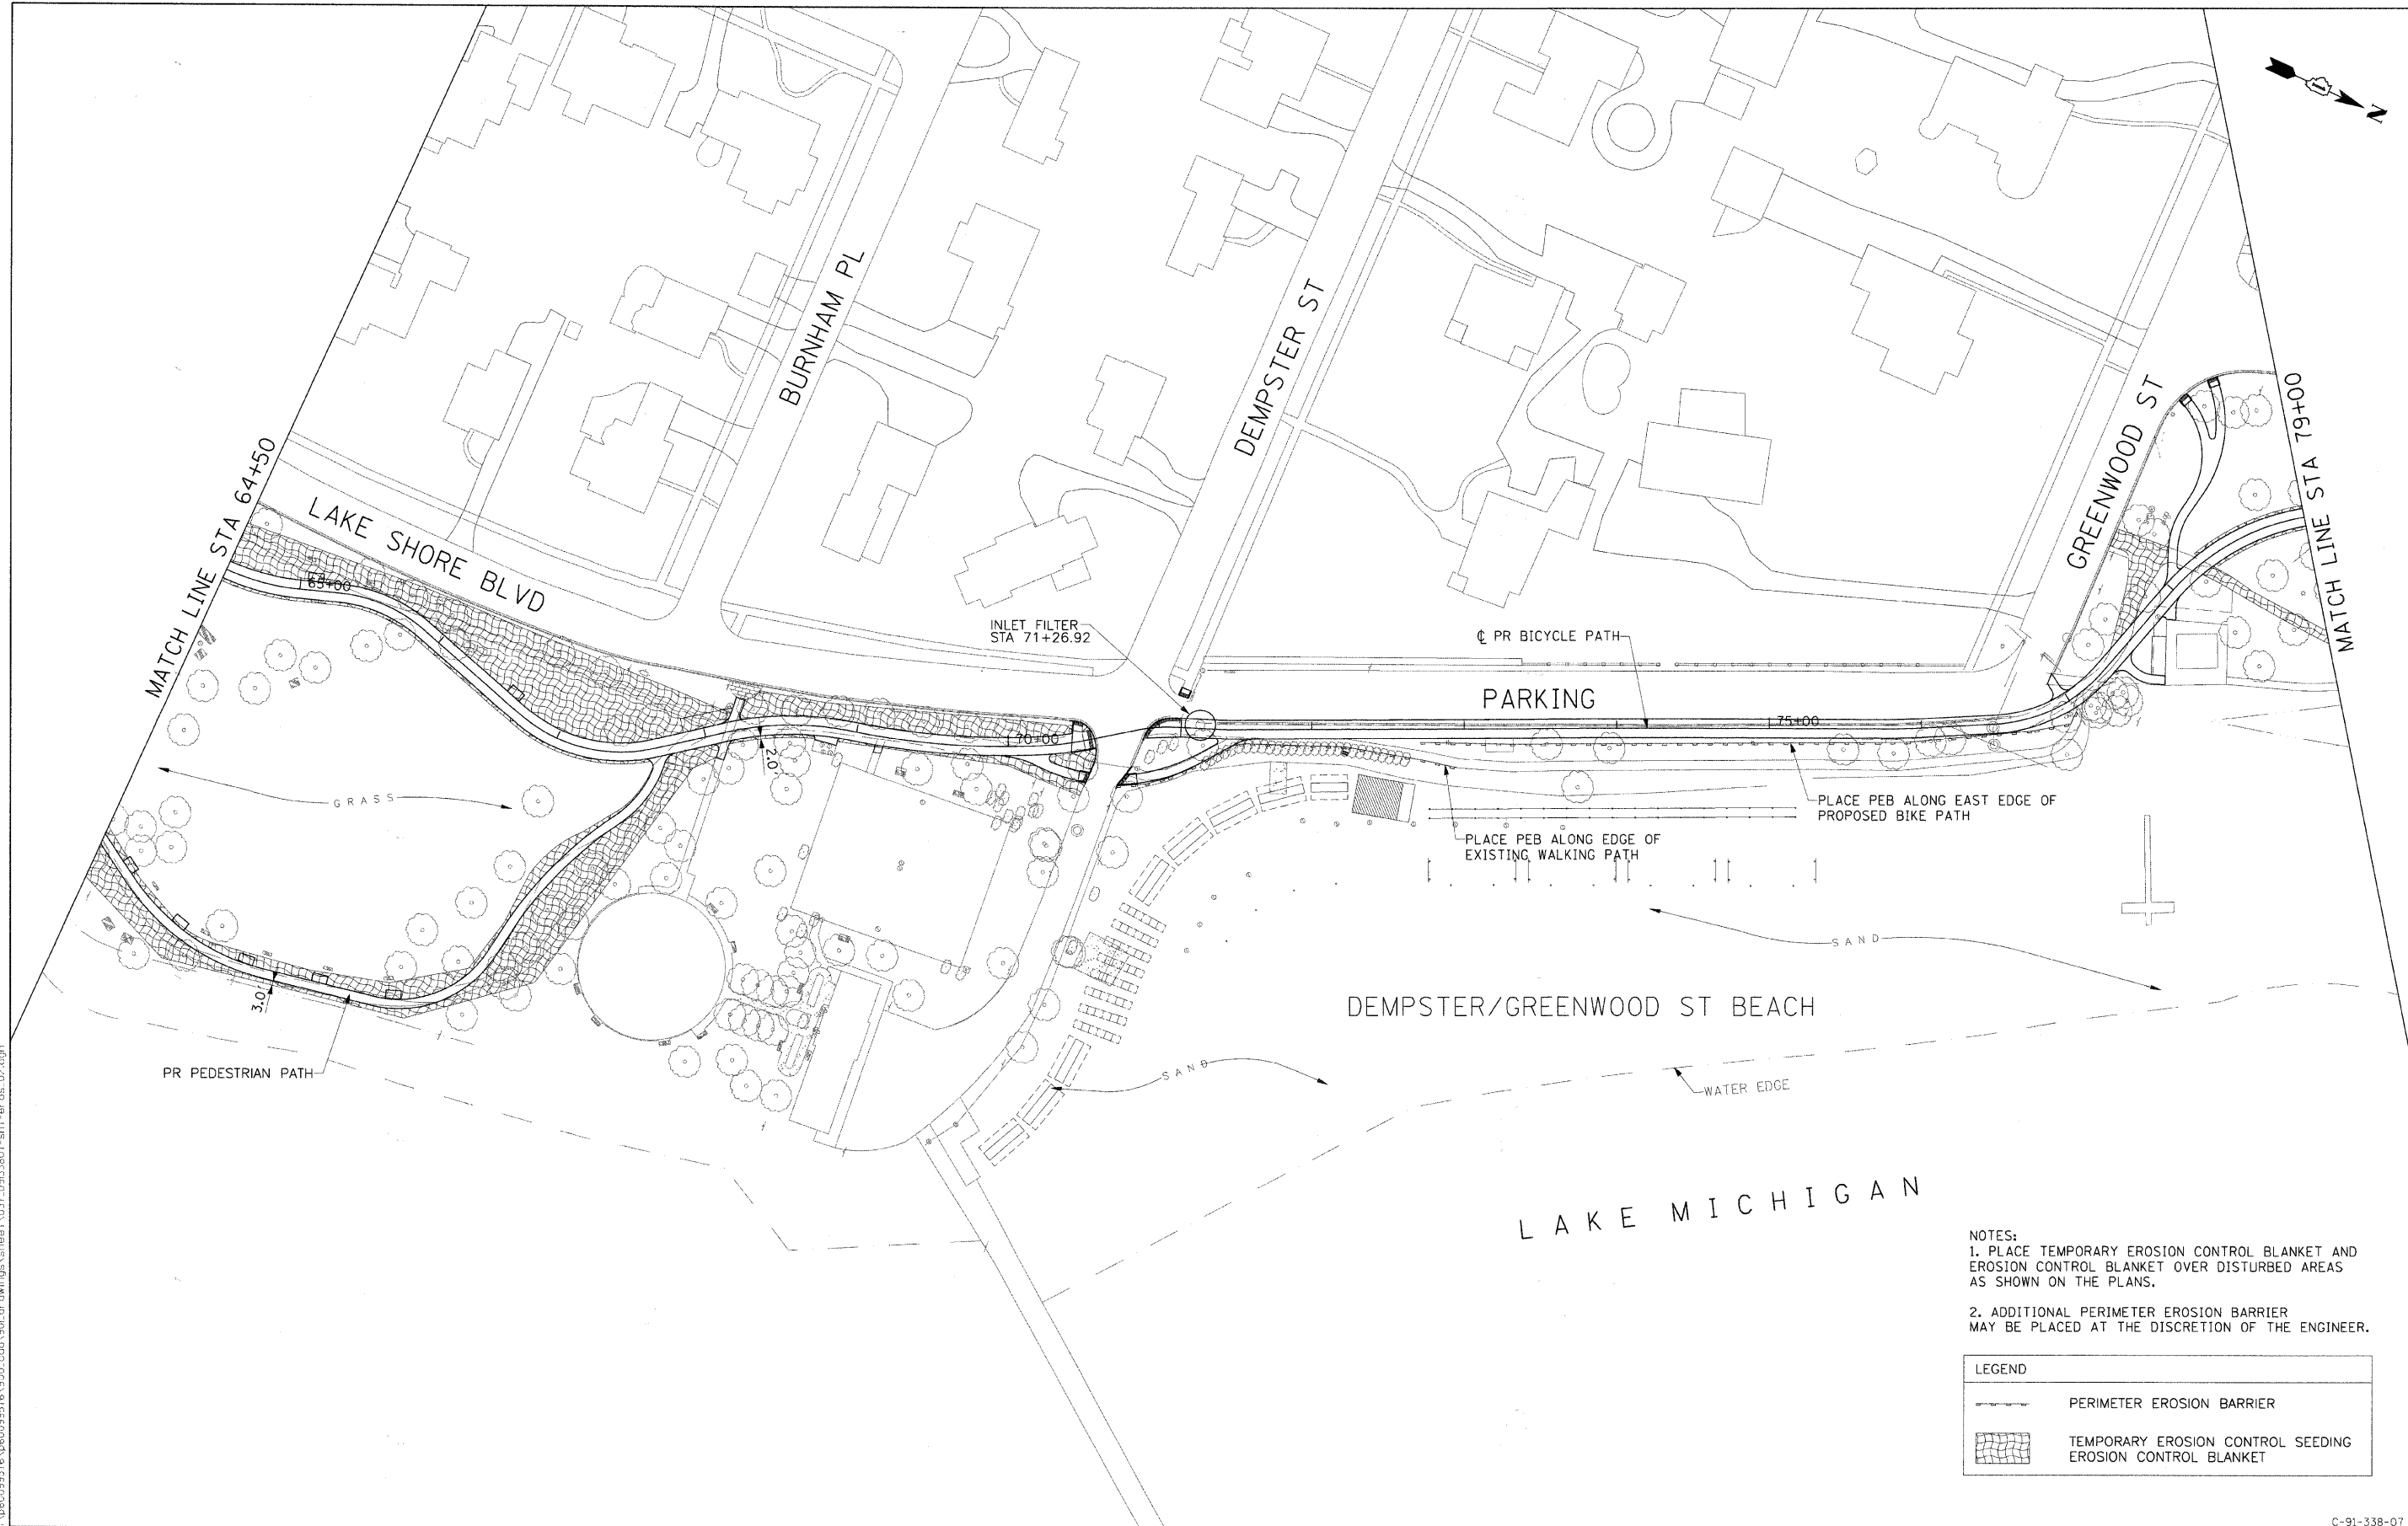 N
BURNHAM PL
DEMPSTER ST
GREENWOOD ST
MATCH LINE STA 79+00
MATCH LINE STA 64+50
LAKE SHORE BLVD
65+00
INLET FILTER
STA 71+26.92
℄ PR BICYCLE PATH
PARKING
70+00
75+00
2.0'
GRASS
PLACE PEB ALONG EAST EDGE OF
PROPOSED BIKE PATH
PLACE PEB ALONG EDGE OF
EXISTING WALKING PATH
SAND
3.0'
DEMPSTER/GREENWOOD ST BEACH
PR PEDESTRIAN PATH
SAND
WATER EDGE
LAKE MICHIGAN
NOTES:
1. PLACE TEMPORARY EROSION CONTROL BLANKET AND
EROSION CONTROL BLANKET OVER DISTURBED AREAS
AS SHOWN ON THE PLANS.
2. ADDITIONAL PERIMETER EROSION BARRIER
MAY BE PLACED AT THE DISCRETION OF THE ENGINEER.
LEGEND
PERIMETER EROSION BARRIER
TEMPORARY EROSION CONTROL SEEDING
EROSION CONTROL BLANKET
C-91-338-07